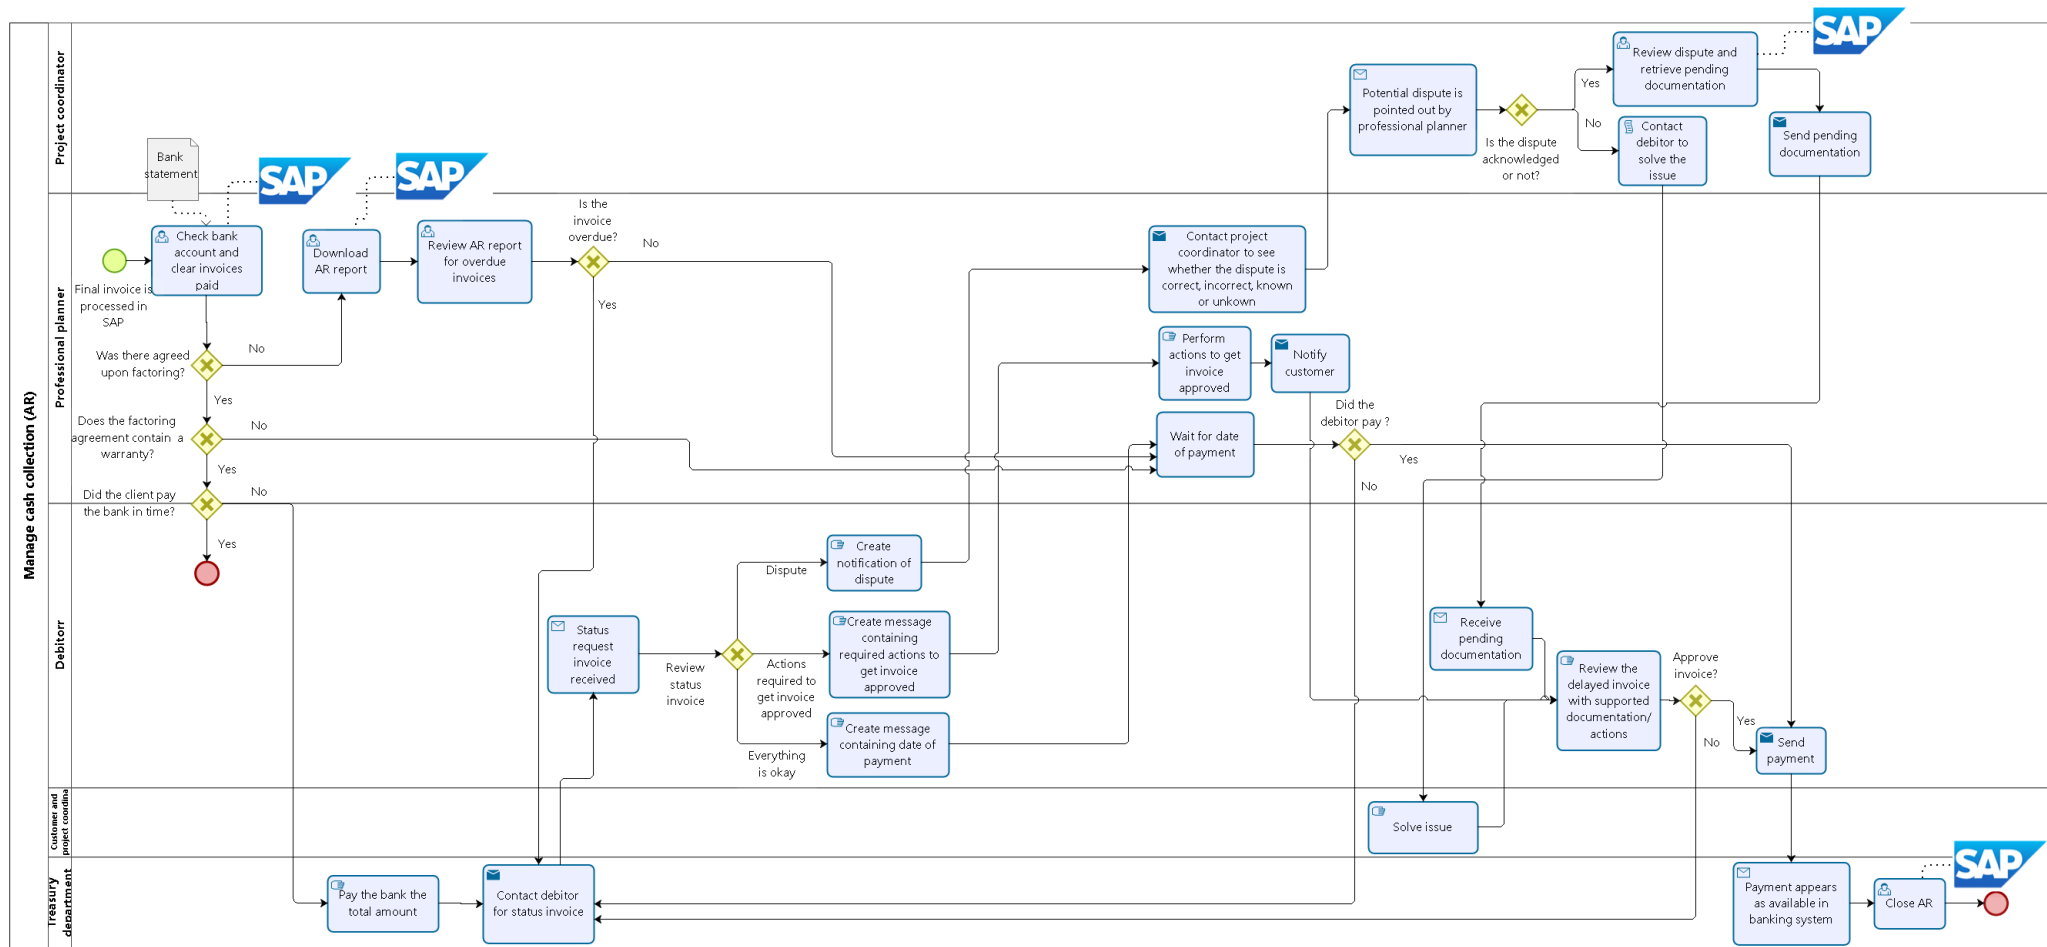 Manage cash collection (AR)
Project coordinator
Professional planner
Debitorr
Customer and
project coordina
Treasury
department
SAP
Review dispute and
retrieve pending
documentation
Potential dispute is
pointed out by
professional planner
Yes
No
Is the dispute
acknowledged
or not?
Contact
debitor to
solve the
issue
Send pending
documentation
Bank
statement
SAP
SAP
Check bank
account and
clear invoices
paid
Final invoice is
processed in
SAP
Download
AR report
Review AR report
for overdue
invoices
Is the
invoice
overdue?
No
Yes
Contact project
coordinator to see
whether the dispute is
correct, incorrect, known
or unkown
Was there agreed
upon factoring?
No
Yes
Perform
actions to get
invoice
approved
Notify
customer
Does the factoring
agreement contain a
warranty?
No
Yes
Wait for date
of payment
Did the
debitor pay ?
Yes
No
Did the client pay
the bank in time?
No
Yes
Status
request
invoice
received
Review
status
invoice
Dispute
Actions
required to
get invoice
approved
Everything
is okay
Create
notification of
dispute
Create message
containing
required actions to
get invoice
approved
Create message
containing date of
payment
Receive
pending
documentation
Review the
delayed invoice
with supported
documentation/
actions
Approve
invoice?
Yes
No
Send
payment
Solve issue
Pay the bank the
total amount
Contact debitor
for status invoice
Payment appears
as available in
banking system
Close AR
SAP